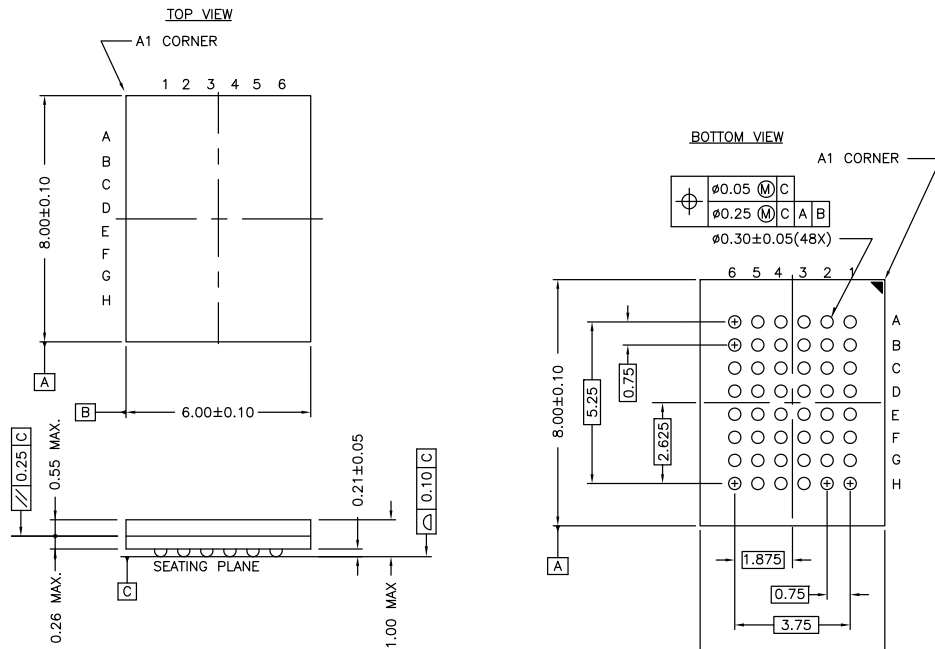 TOP VIEW
A1 CORNER
1 2 3 4 5 6
A
B
C
D
E
F
G
H
8.00±0.10
A
B
6.00±0.10
// 0.25 C
0.55 MAX.
0.26 MAX.
0.21±0.05
0.10 C
1.00 MAX
SEATING PLANE
C
BOTTOM VIEW
A1 CORNER
ø0.05 Ⓜ C
ø0.25 Ⓜ C A B
ø0.30±0.05(48X)
6 5 4 3 2 1
A
B
C
D
E
F
G
H
8.00±0.10
5.25
0.75
2.625
A
1.875
0.75
3.75